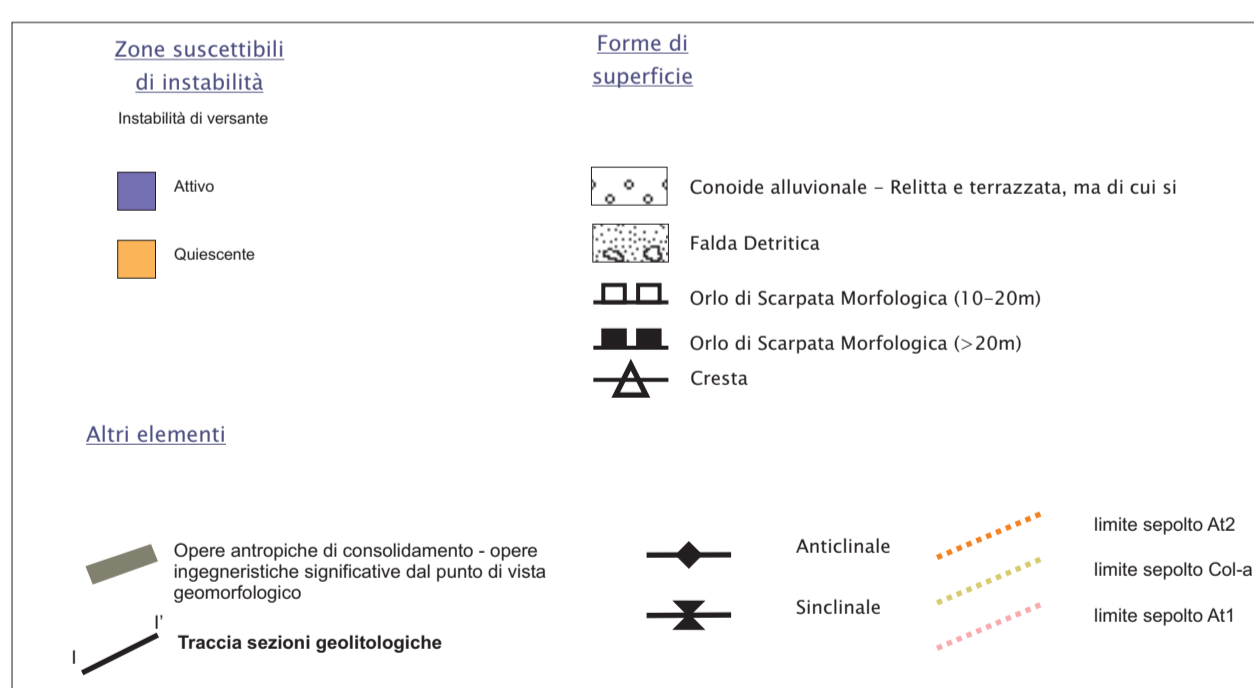 Zone suscettibili
di instabilità
Instabilità di versante
Attivo
Quiescente
Forme di
superficie
Conoide alluvionale – Relitta e terrazzata, ma di cui si
Falda Detritica
Orlo di Scarpata Morfologica (10–20m)
Orlo di Scarpata Morfologica (>20m)
Cresta
Altri elementi
Opere antropiche di consolidamento - opere
ingegneristiche significative dal punto di vista
geomorfologico
I I'
Traccia sezioni geolitologiche
Anticlinale
Sinclinale
limite sepolto At2
limite sepolto Col-a
limite sepolto At1